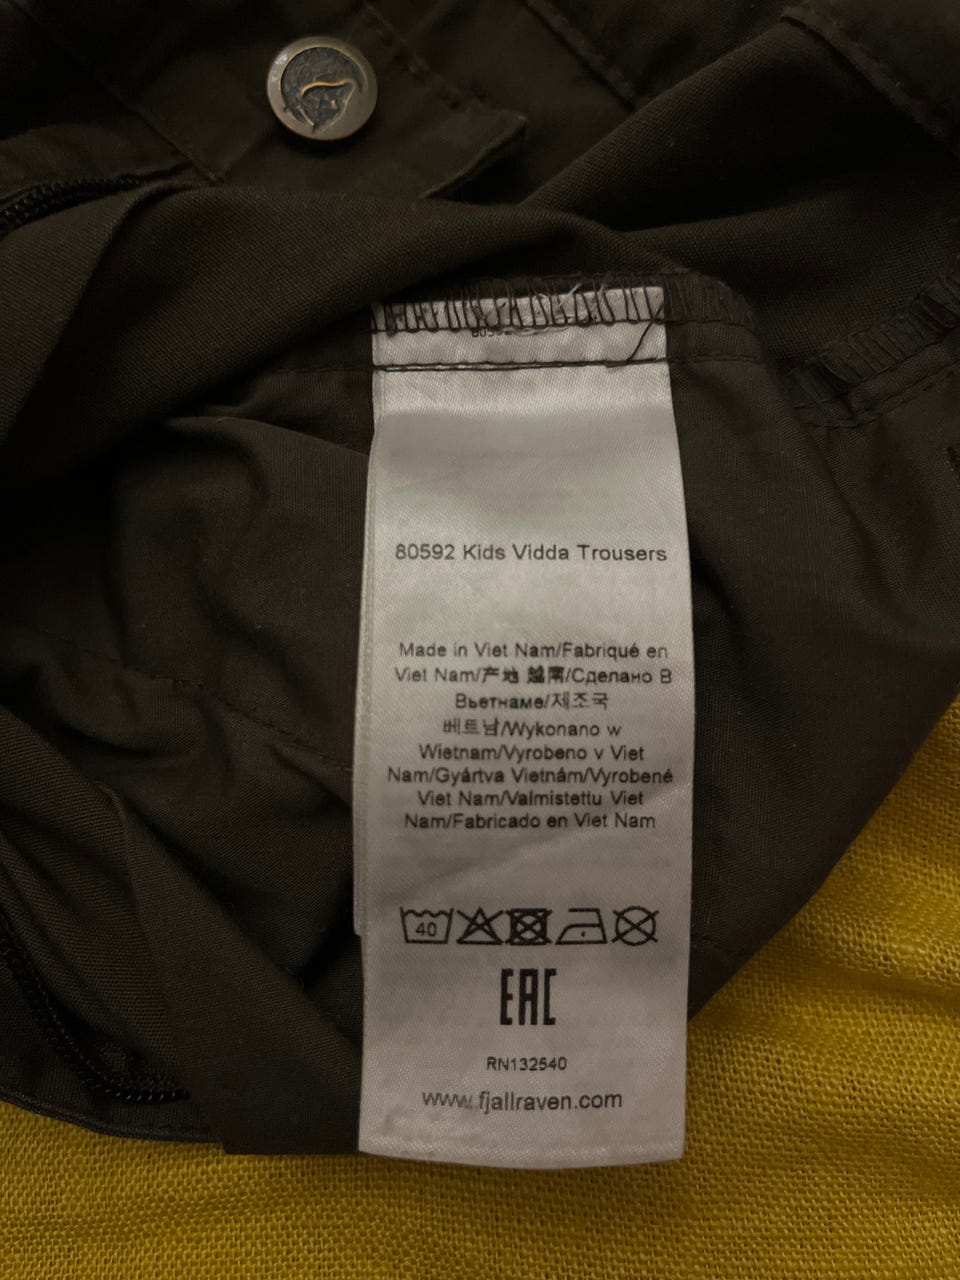 80592 Kids Vidda Trousers
Made in Viet Nam/Fabriqué en
Viet Nam/产地 越南/Сделано В
Вьетнаме/제조국
베트남/Wykonano w
Wietnam/Vyrobeno v Viet
Nam/Gyártva Vietnám/Vyrobené
Viet Nam/Valmistettu Viet
Nam/Fabricado en Viet Nam
40
EAC
RN132540
www.fjallraven.com